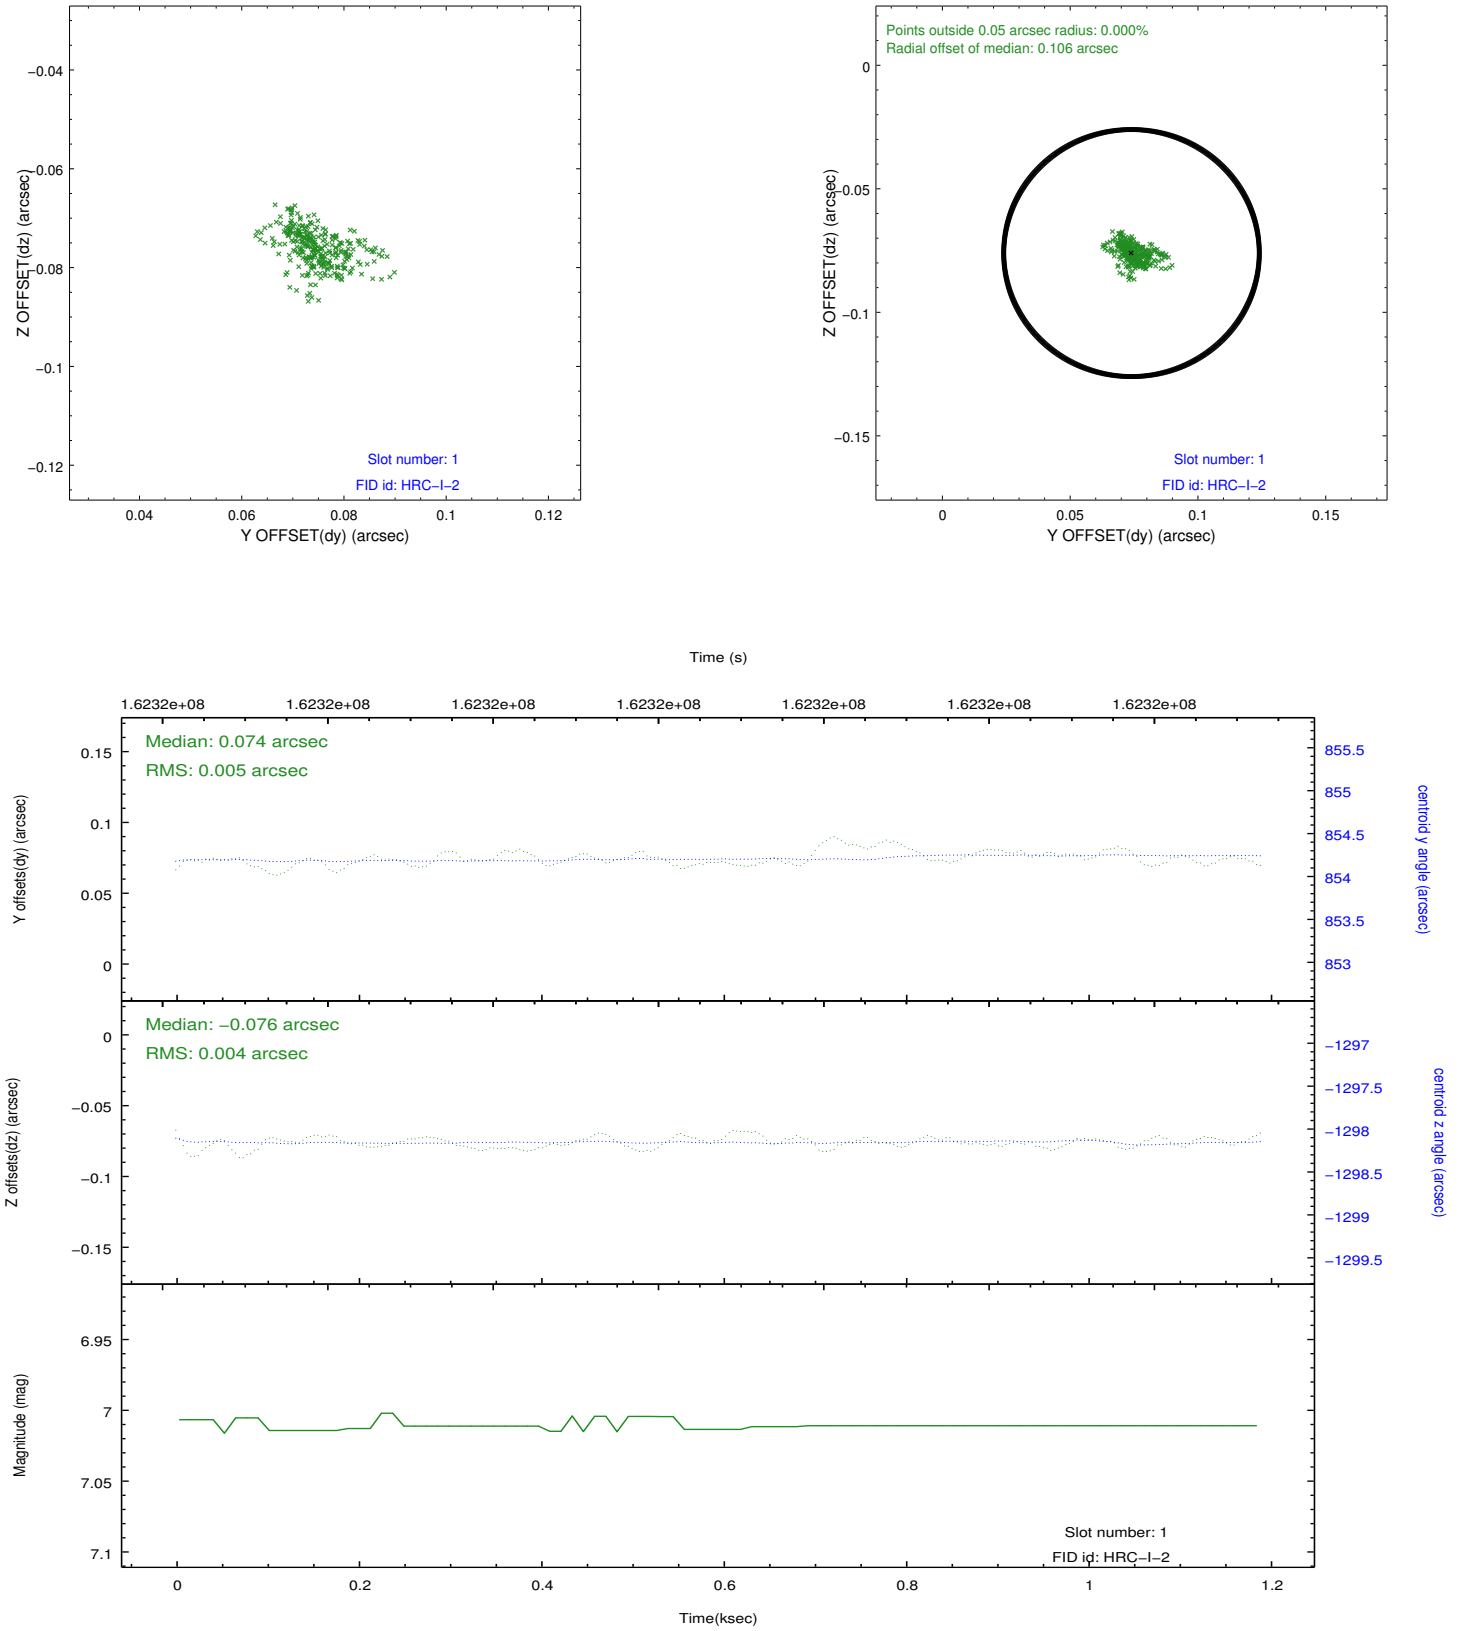 −0.04
−0.06
−0.08
−0.1
−0.12
Z OFFSET(dz) (arcsec)
Slot number: 1
FID id: HRC−I−2
0.04 0.06 0.08 0.1 0.12
Y OFFSET(dy) (arcsec)
Points outside 0.05 arcsec radius: 0.000%
Radial offset of median: 0.106 arcsec
0
−0.05
−0.1
−0.15
Z OFFSET(dz) (arcsec)
Slot number: 1
FID id: HRC−I−2
0 0.05 0.1 0.15
Y OFFSET(dy) (arcsec)
Time (s)
1.6232e+08 1.6232e+08 1.6232e+08 1.6232e+08 1.6232e+08 1.6232e+08 1.6232e+08
Median: 0.074 arcsec
RMS: 0.005 arcsec
0.15
0.1
0.05
0
Y offsets(dy) (arcsec)
855.5
855
854.5
854
853.5
853
centroid y angle (arcsec)
Median: −0.076 arcsec
RMS: 0.004 arcsec
0
−0.05
−0.1
−0.15
Z offsets(dz) (arcsec)
−1297
−1297.5
−1298
−1298.5
−1299
−1299.5
centroid z angle (arcsec)
6.95
7
7.05
7.1
Magnitude (mag)
Slot number: 1
FID id: HRC−I−2
0 0.2 0.4 0.6 0.8 1 1.2
Time(ksec)